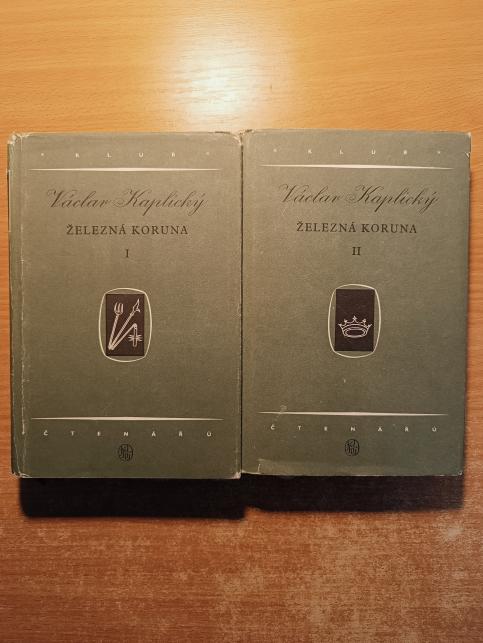 KLUB
Václav Kaplický
ŽELEZNÁ KORUNA
I
ČTENÁŘŮ
KLUB
Václav Kaplický
ŽELEZNÁ KORUNA
II
ČTENÁŘŮ